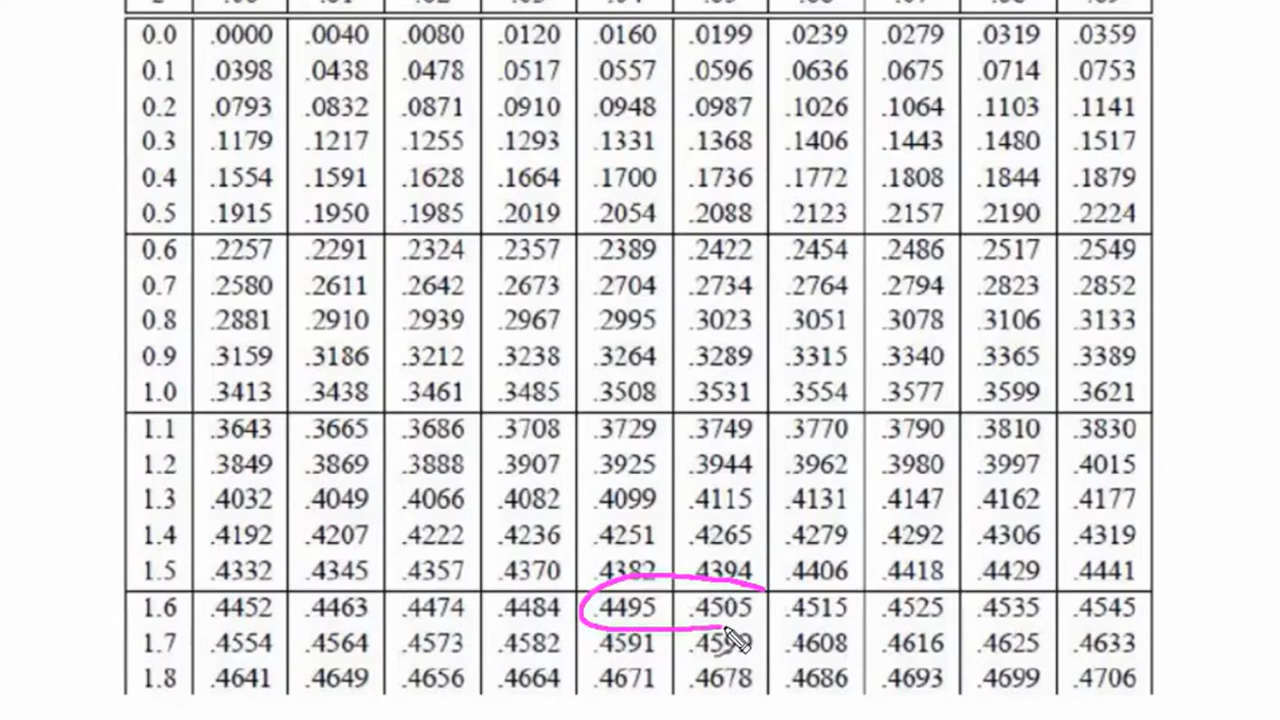 0.0 .0000 .0040 .0080 .0120 .0160 .0199 .0239 .0279 .0319 .0359
0.1 .0398 .0438 .0478 .0517 .0557 .0596 .0636 .0675 .0714 .0753
0.2 .0793 .0832 .0871 .0910 .0948 .0987 .1026 .1064 .1103 .1141
0.3 .1179 .1217 .1255 .1293 .1331 .1368 .1406 .1443 .1480 .1517
0.4 .1554 .1591 .1628 .1664 .1700 .1736 .1772 .1808 .1844 .1879
0.5 .1915 .1950 .1985 .2019 .2054 .2088 .2123 .2157 .2190 .2224
0.6 .2257 .2291 .2324 .2357 .2389 .2422 .2454 .2486 .2517 .2549
0.7 .2580 .2611 .2642 .2673 .2704 .2734 .2764 .2794 .2823 .2852
0.8 .2881 .2910 .2939 .2967 .2995 .3023 .3051 .3078 .3106 .3133
0.9 .3159 .3186 .3212 .3238 .3264 .3289 .3315 .3340 .3365 .3389
1.0 .3413 .3438 .3461 .3485 .3508 .3531 .3554 .3577 .3599 .3621
1.1 .3643 .3665 .3686 .3708 .3729 .3749 .3770 .3790 .3810 .3830
1.2 .3849 .3869 .3888 .3907 .3925 .3944 .3962 .3980 .3997 .4015
1.3 .4032 .4049 .4066 .4082 .4099 .4115 .4131 .4147 .4162 .4177
1.4 .4192 .4207 .4222 .4236 .4251 .4265 .4279 .4292 .4306 .4319
1.5 .4332 .4345 .4357 .4370 .4382 .4394 .4406 .4418 .4429 .4441
1.6 .4452 .4463 .4474 .4484 .4495 .4505 .4515 .4525 .4535 .4545
1.7 .4554 .4564 .4573 .4582 .4591 .4599 .4608 .4616 .4625 .4633
1.8 .4641 .4649 .4656 .4664 .4671 .4678 .4686 .4693 .4699 .4706